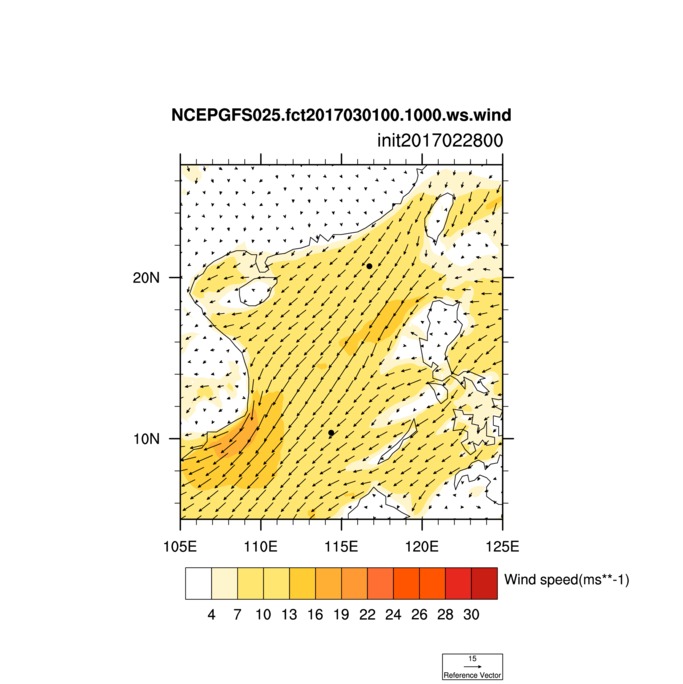 NCEPGFS025.fct2017030100.1000.ws.wind
init2017022800
20N
10N
105E 110E 115E 120E 125E
Wind speed(ms**-1)
4 7 10 13 16 19 22 24 26 28 30
15
Reference Vector